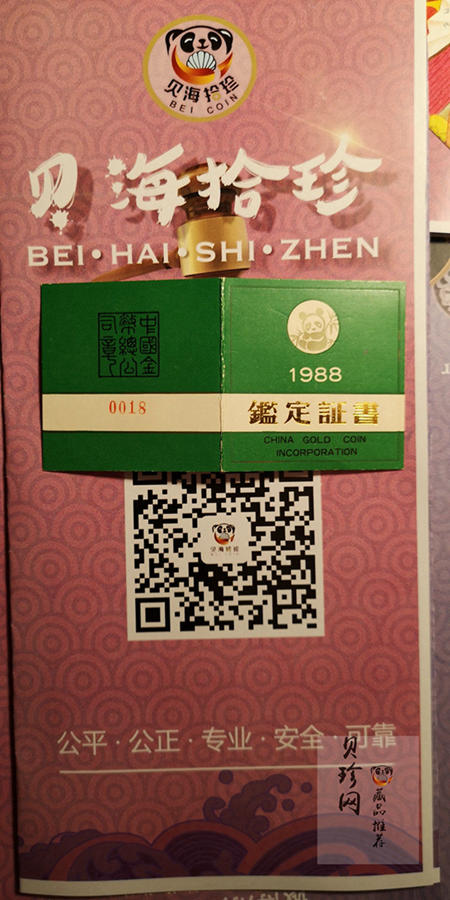 贝海拾珍
BEI COIN
贝海拾珍
BEI·HAI·SHI·ZHEN
中國金
幣總公
司章
0018
1988
鑑定証書
CHINA GOLD COIN
INCORPORATION
贝海拾珍
BEI COIN
公平·公正·专业·安全·可靠
贝珍网
藏品推荐